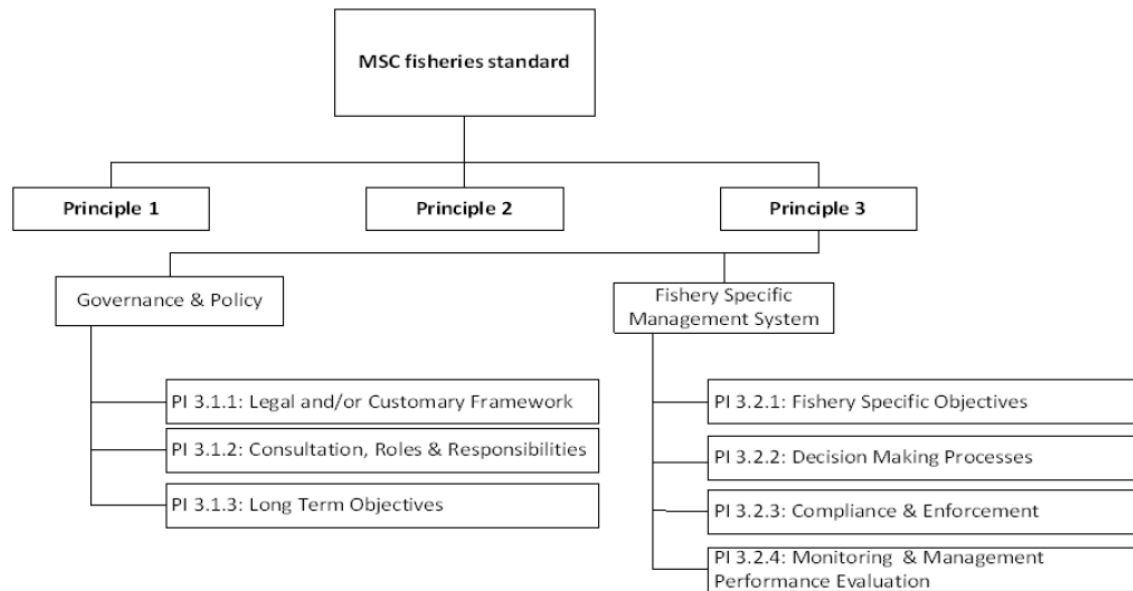 MSC fisheries standard
Principle 1
Principle 2
Principle 3
Governance & Policy
Fishery Specific
Management System
PI 3.1.1: Legal and/or Customary Framework
PI 3.1.2: Consultation, Roles & Responsibilities
PI 3.1.3: Long Term Objectives
PI 3.2.1: Fishery Specific Objectives
PI 3.2.2: Decision Making Processes
PI 3.2.3: Compliance & Enforcement
PI 3.2.4: Monitoring & Management
Performance Evaluation